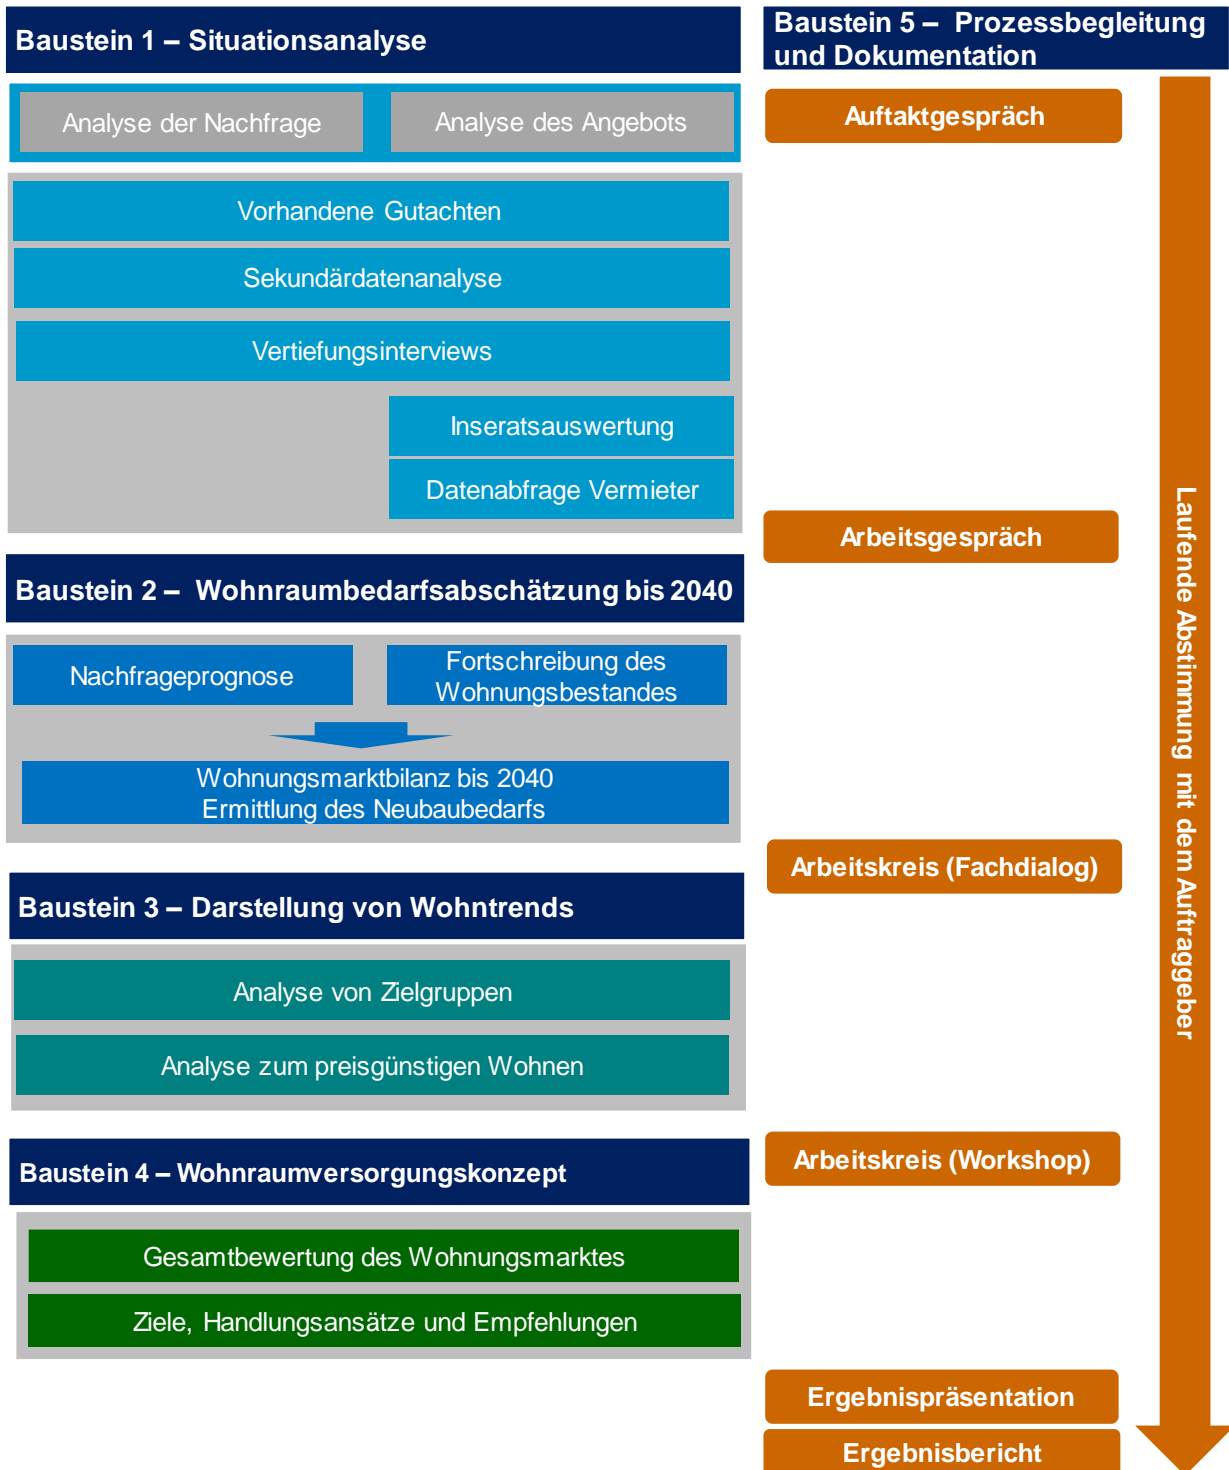 Baustein 1 – Situationsanalyse
Analyse der Nachfrage
Analyse des Angebots
Vorhandene Gutachten
Sekundärdatenanalyse
Vertiefungsinterviews
Inseratsauswertung
Datenabfrage Vermieter
Baustein 2 – Wohnraumbedarfsabschätzung bis 2040
Nachfrageprognose
Fortschreibung des
Wohnungsbestandes
Wohnungsmarktbilanz bis 2040
Ermittlung des Neubaubedarfs
Baustein 3 – Darstellung von Wohntrends
Analyse von Zielgruppen
Analyse zum preisgünstigen Wohnen
Baustein 4 – Wohnraumversorgungskonzept
Gesamtbewertung des Wohnungsmarktes
Ziele, Handlungsansätze und Empfehlungen
Baustein 5 – Prozessbegleitung
und Dokumentation
Auftaktgespräch
Arbeitsgespräch
Arbeitskreis (Fachdialog)
Arbeitskreis (Workshop)
Ergebnispräsentation
Ergebnisbericht
Laufende Abstimmung mit dem Auftraggeber